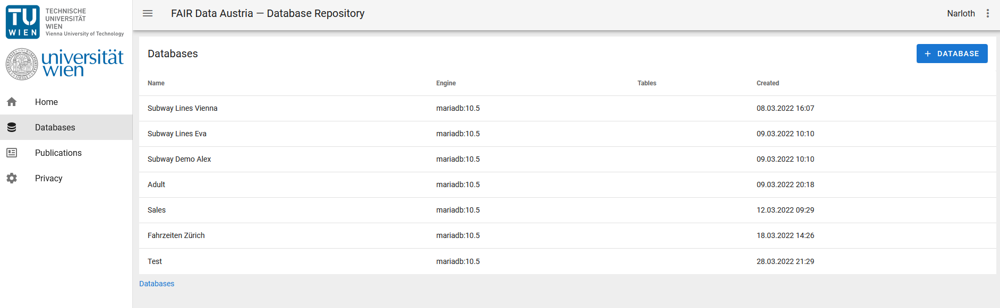 TU
WIEN
TECHNISCHE
UNIVERSITÄT
WIEN
Vienna University of Technology
universität
wien
Home
Databases
Publications
Privacy
FAIR Data Austria — Database Repository
Narloth
Databases
+ DATABASE
Name Engine Tables Created
Subway Lines Vienna mariadb:10.5 08.03.2022 16:07
Subway Lines Eva mariadb:10.5 09.03.2022 10:10
Subway Demo Alex mariadb:10.5 09.03.2022 10:10
Adult mariadb:10.5 09.03.2022 20:18
Sales mariadb:10.5 12.03.2022 09:29
Fahrzeiten Zürich mariadb:10.5 18.03.2022 14:26
Test mariadb:10.5 28.03.2022 21:29
Databases